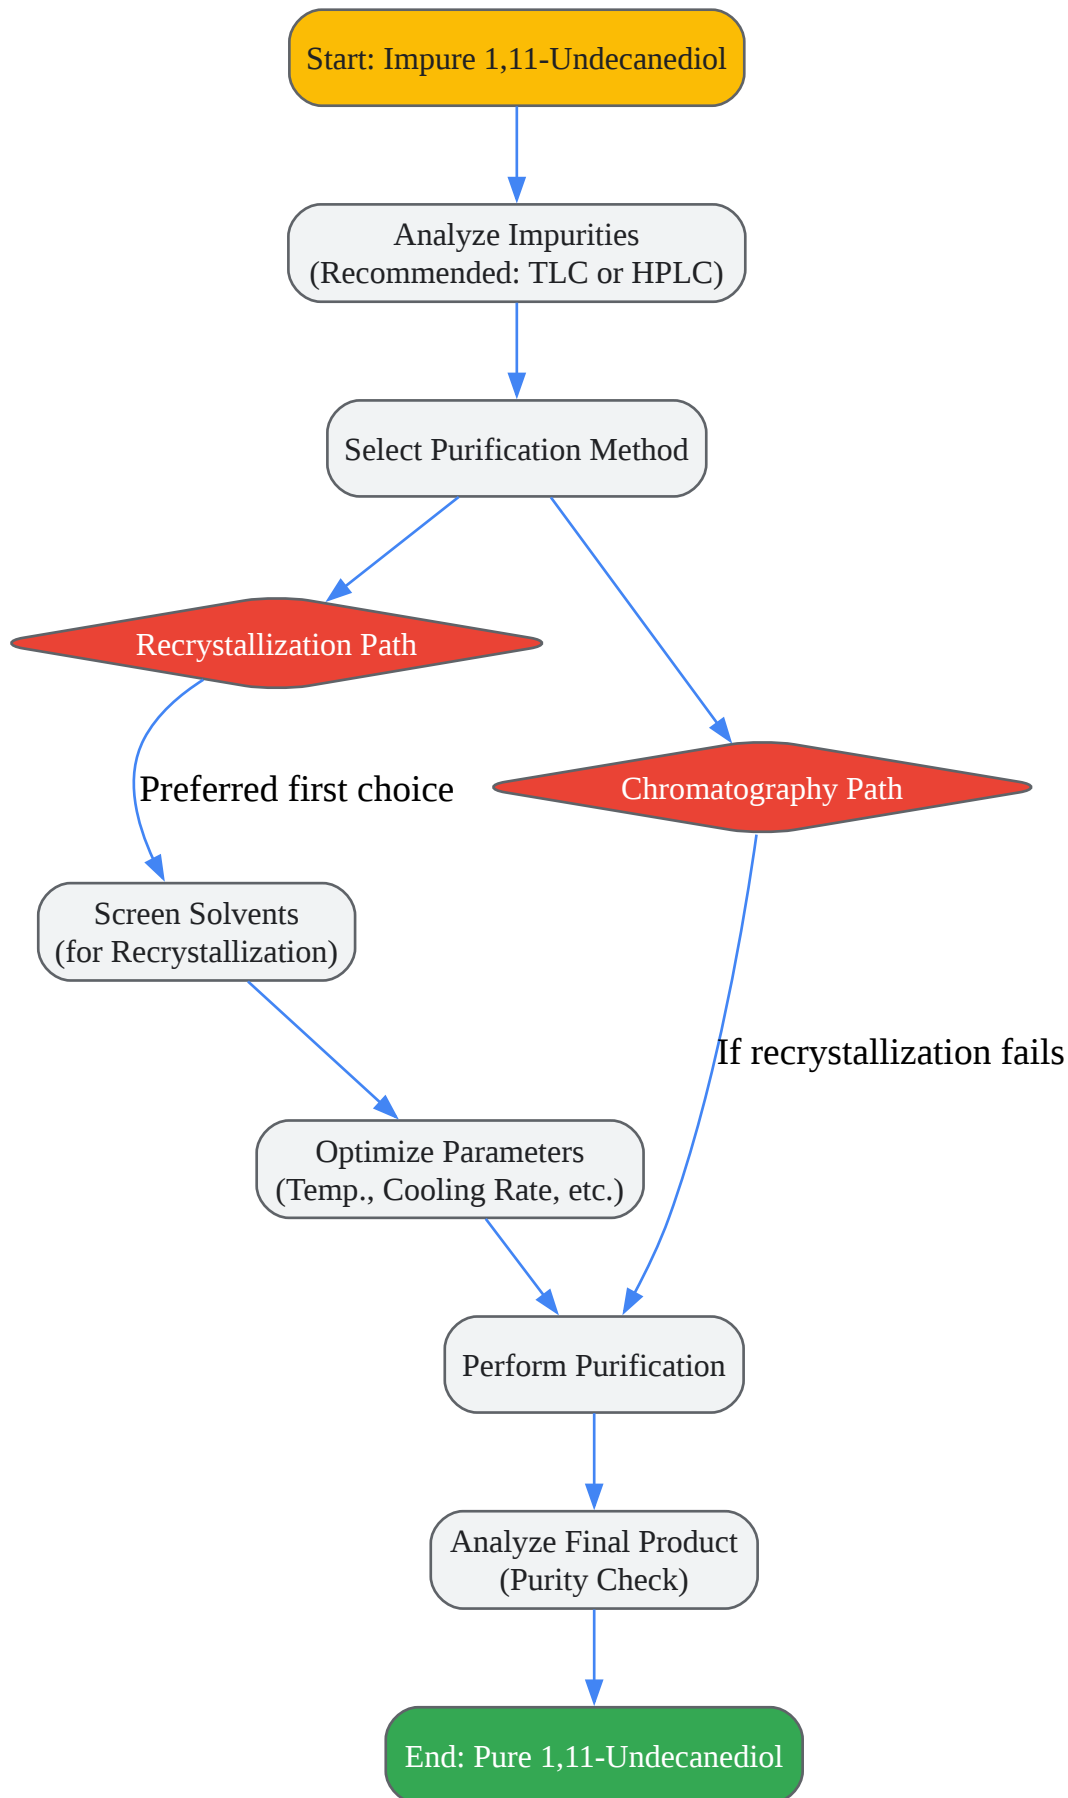 Start: Impure 1,11-Undecanediol
Analyze Impurities
(Recommended: TLC or HPLC)
Select Purification Method
Recrystallization Path
Chromatography Path
Preferred first choice
Screen Solvents
(for Recrystallization)
If recrystallization fails
Optimize Parameters
(Temp., Cooling Rate, etc.)
Perform Purification
Analyze Final Product
(Purity Check)
End: Pure 1,11-Undecanediol